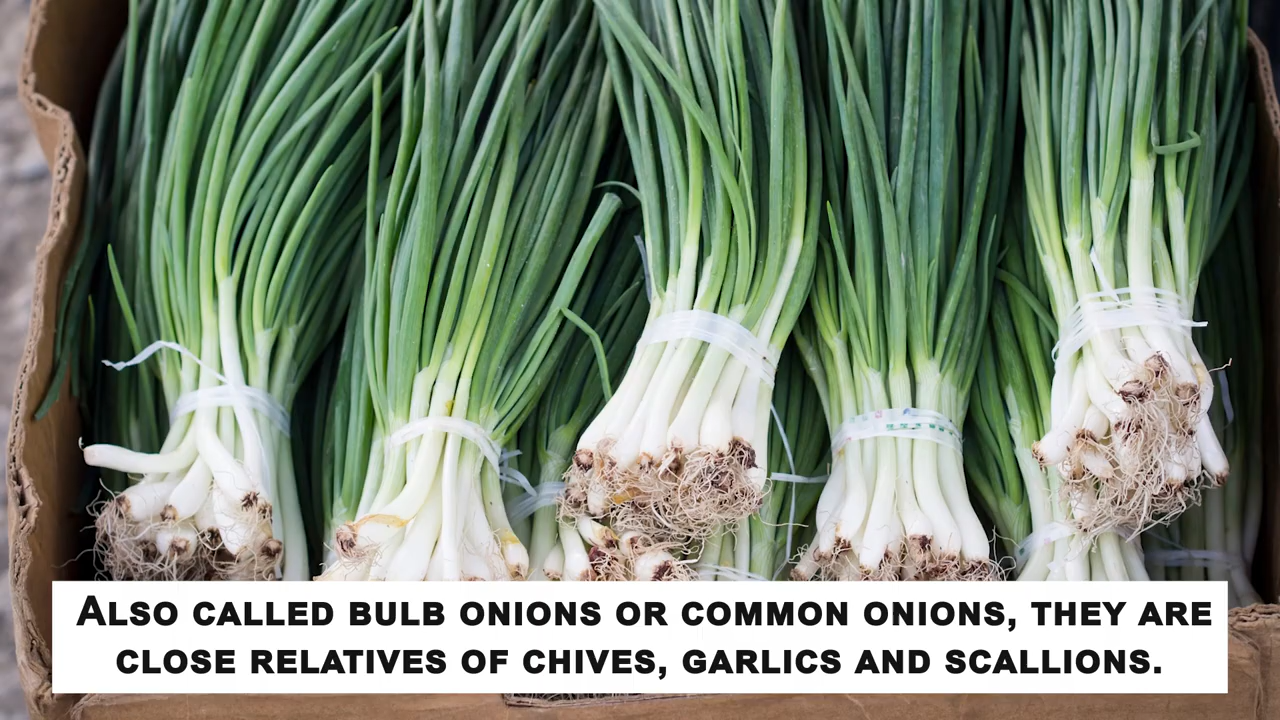 Also called bulb onions or common onions, they are
close relatives of chives, garlics and scallions.